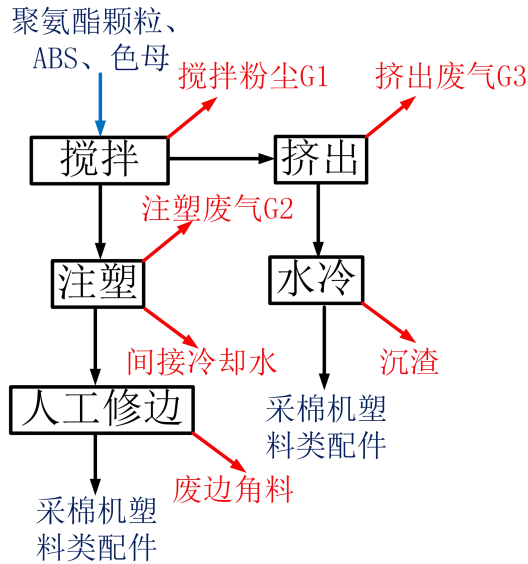 聚氨酯颗粒、
ABS、色母
搅拌粉尘G1
挤出废气G3
搅拌
挤出
注塑废气G2
注塑
水冷
间接冷却水
沉渣
人工修边
采棉机塑
料类配件
废边角料
采棉机塑
料类配件